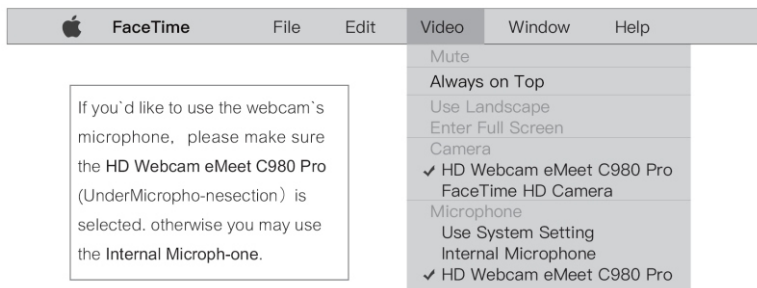 FaceTime File Edit Video Window Help
If you`d like to use the webcam`s
microphone, please make sure
the HD Webcam eMeet C980 Pro
(UnderMicropho-nesection) is
selected. otherwise you may use
the Internal Microph-one.
Mute
Always on Top
Use Landscape
Enter Full Screen
Camera
✓ HD Webcam eMeet C980 Pro
FaceTime HD Camera
Microphone
Use System Setting
Internal Microphone
✓ HD Webcam eMeet C980 Pro